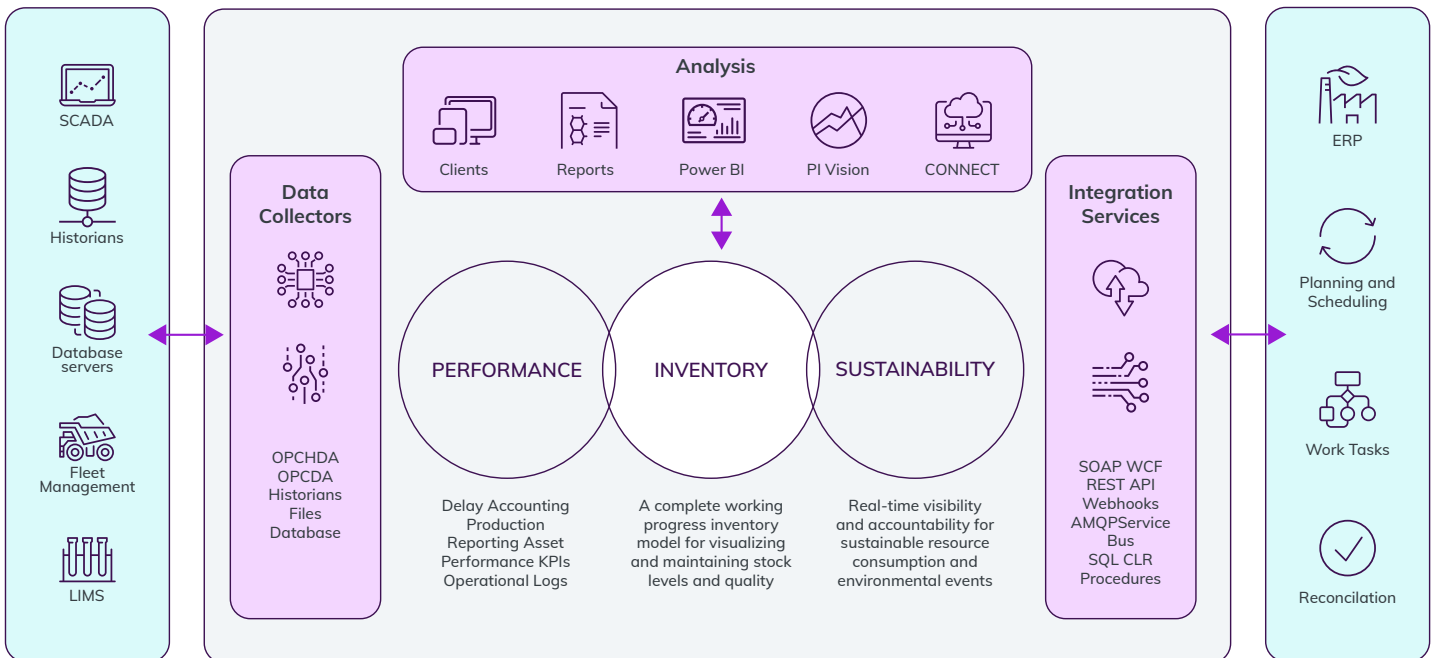 SCADA
Historians
Database
servers
Fleet
Management
LIMS
Data
Collectors
OPCHDA
OPCDA
Historians
Files
Database
Analysis
Clients
Reports
Power BI
PI Vision
CONNECT
PERFORMANCE
Delay Accounting
Production
Reporting Asset
Performance KPIs
Operational Logs
INVENTORY
A complete working
progress inventory
model for visualizing
and maintaining stock
levels and quality
SUSTAINABILITY
Real-time visibility
and accountability for
sustainable resource
consumption and
environmental events
Integration
Services
SOAP WCF
REST API
Webhooks
AMQPService
Bus
SQL CLR
Procedures
ERP
Planning and
Scheduling
Work Tasks
Reconcilation